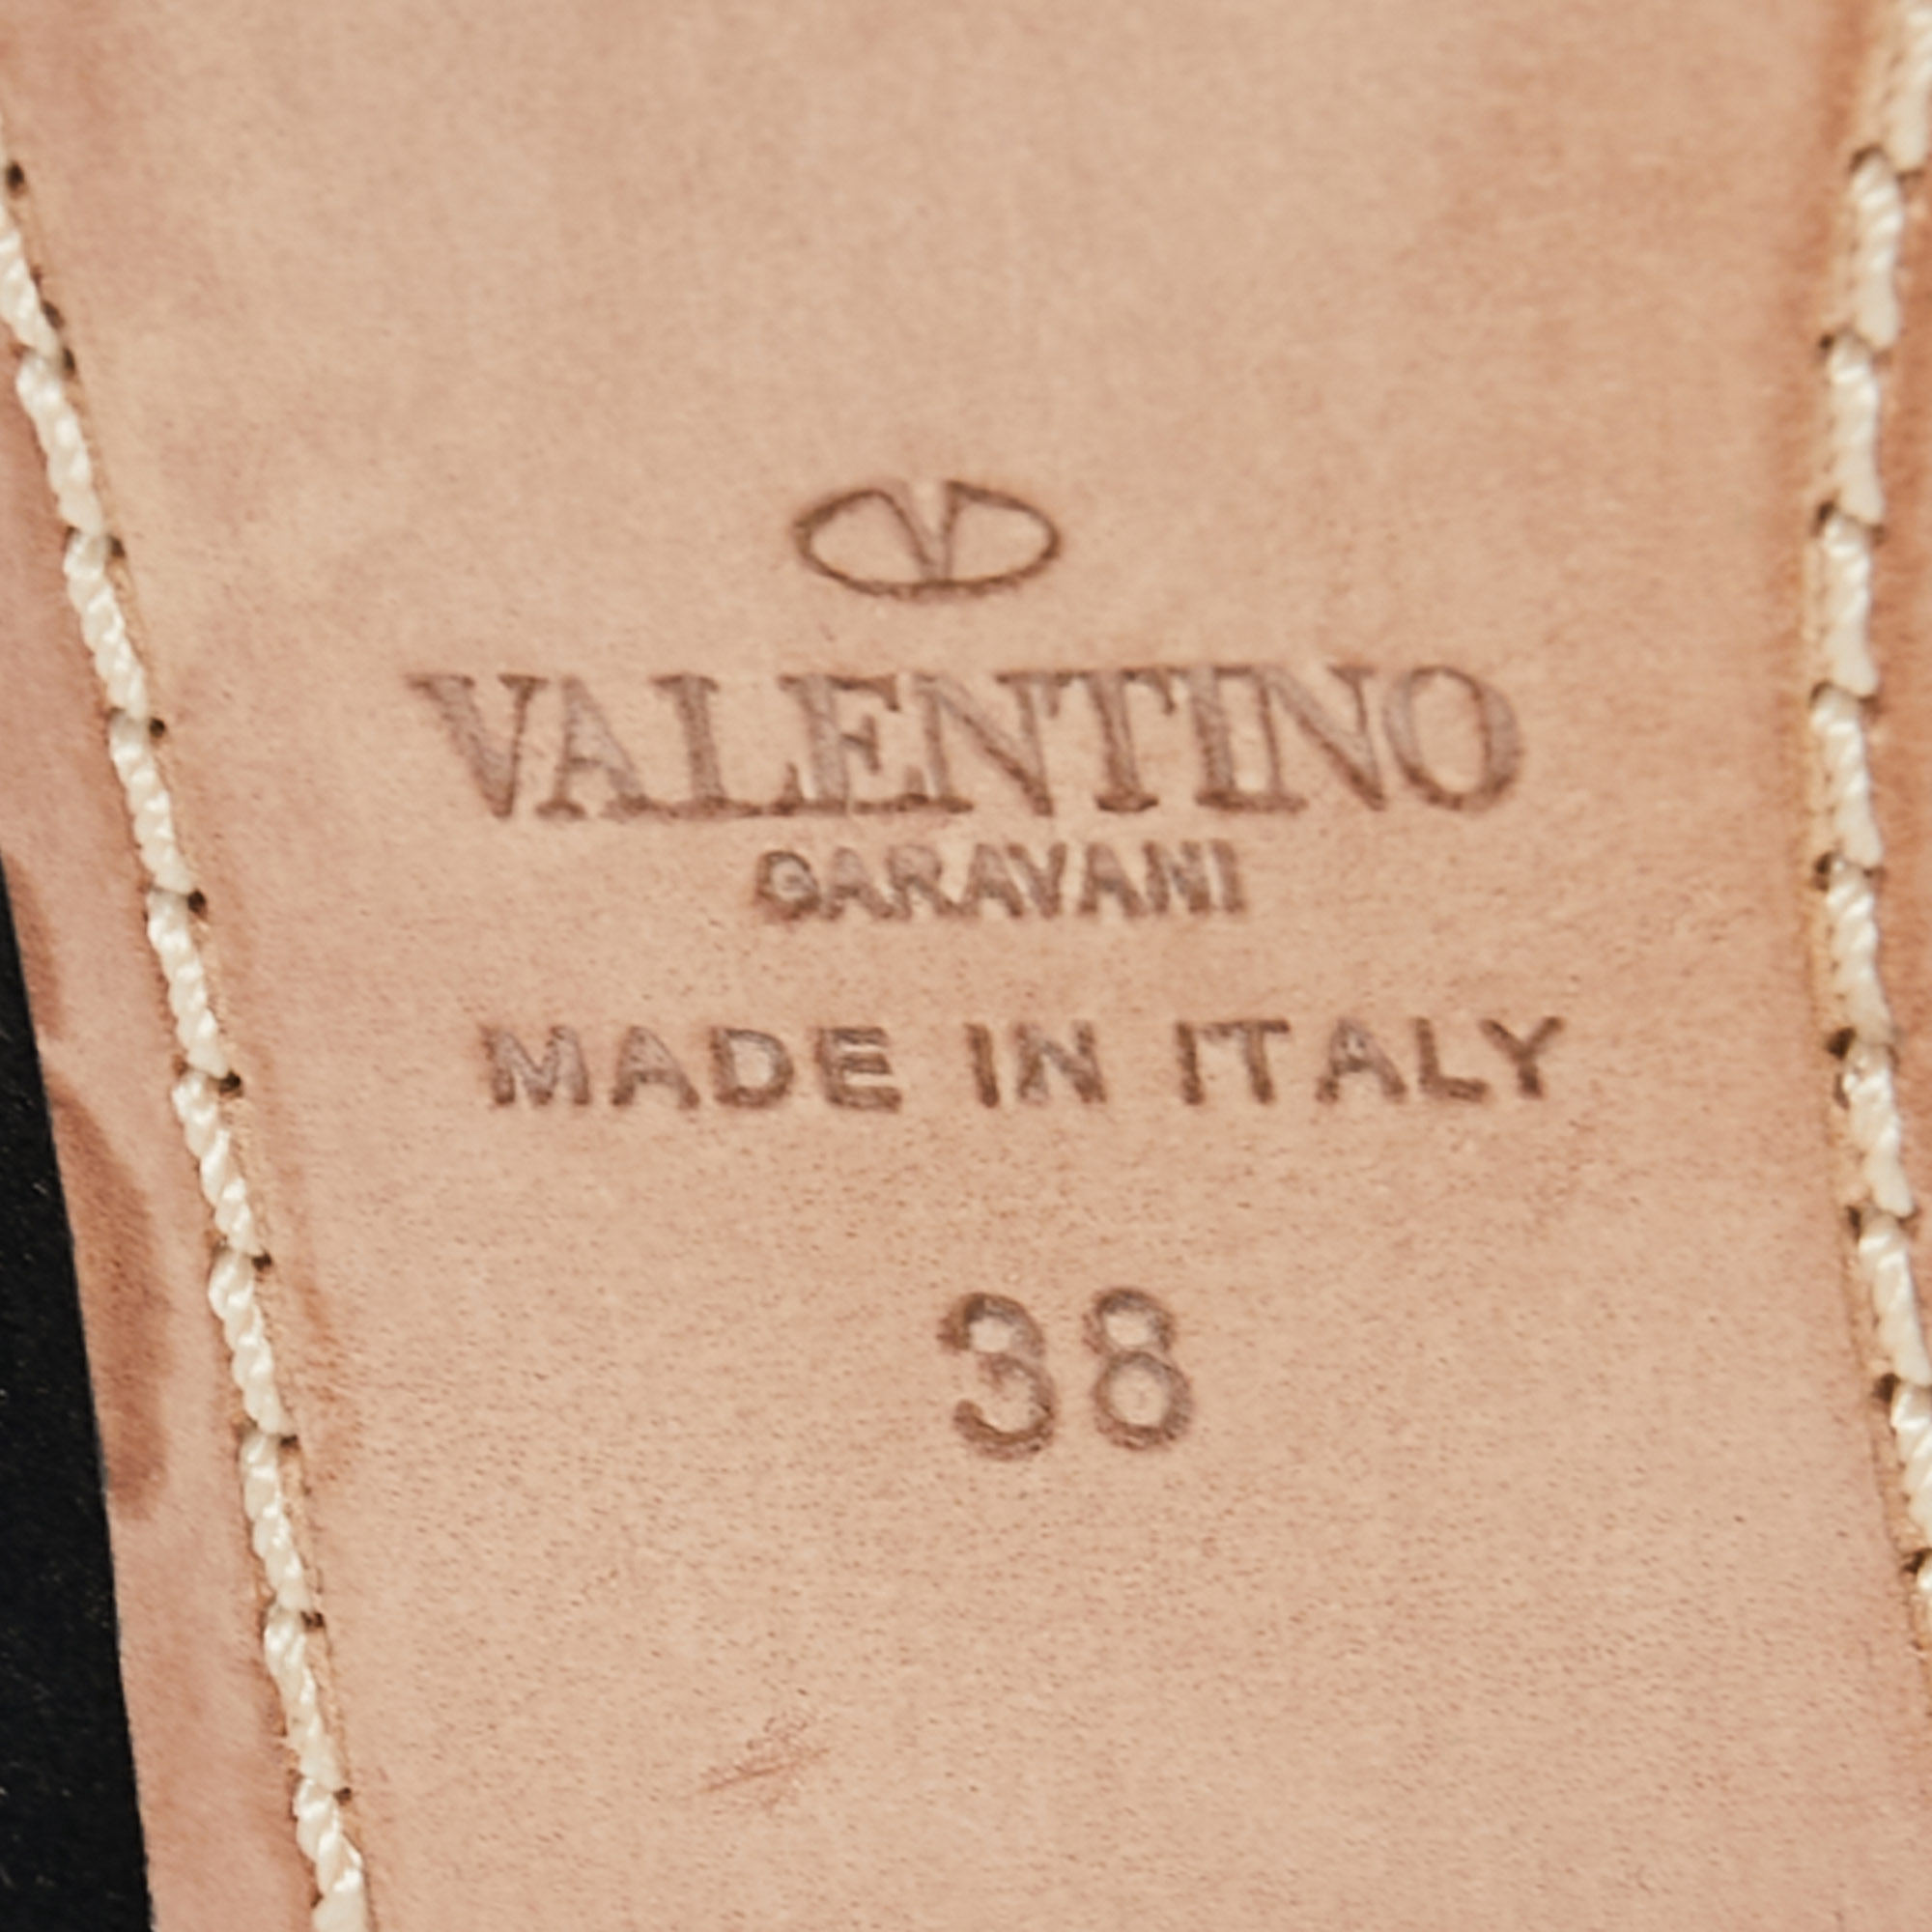 VALENTINO
GARAVANI
MADE IN ITALY
38